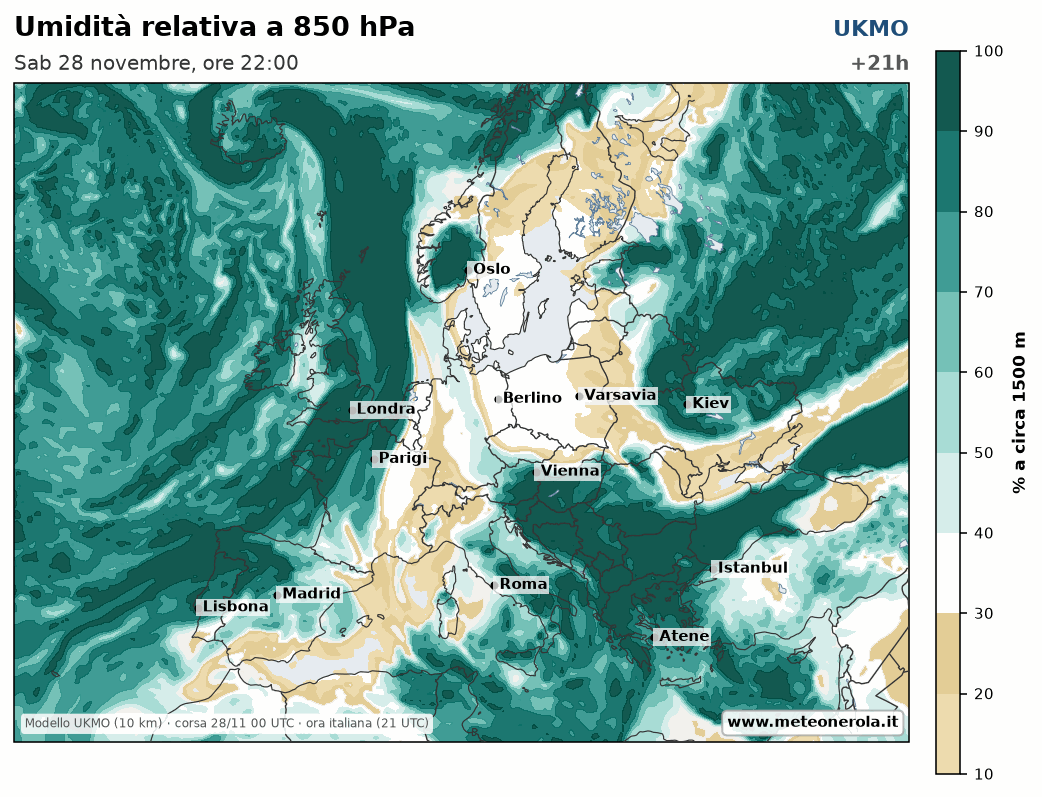 Umidità relativa a 850 hPa
UKMO
Sab 28 novembre, ore 22:00
+21h
100
90
80
70
60
50
40
30
20
10
% a circa 1500 m
Oslo
Berlino
Varsavia
Kiev
Londra
Parigi
Vienna
Istanbul
Roma
Madrid
Lisbona
Atene
Modello UKMO (10 km) · corsa 28/11 00 UTC · ora italiana (21 UTC)
www.meteonerola.it